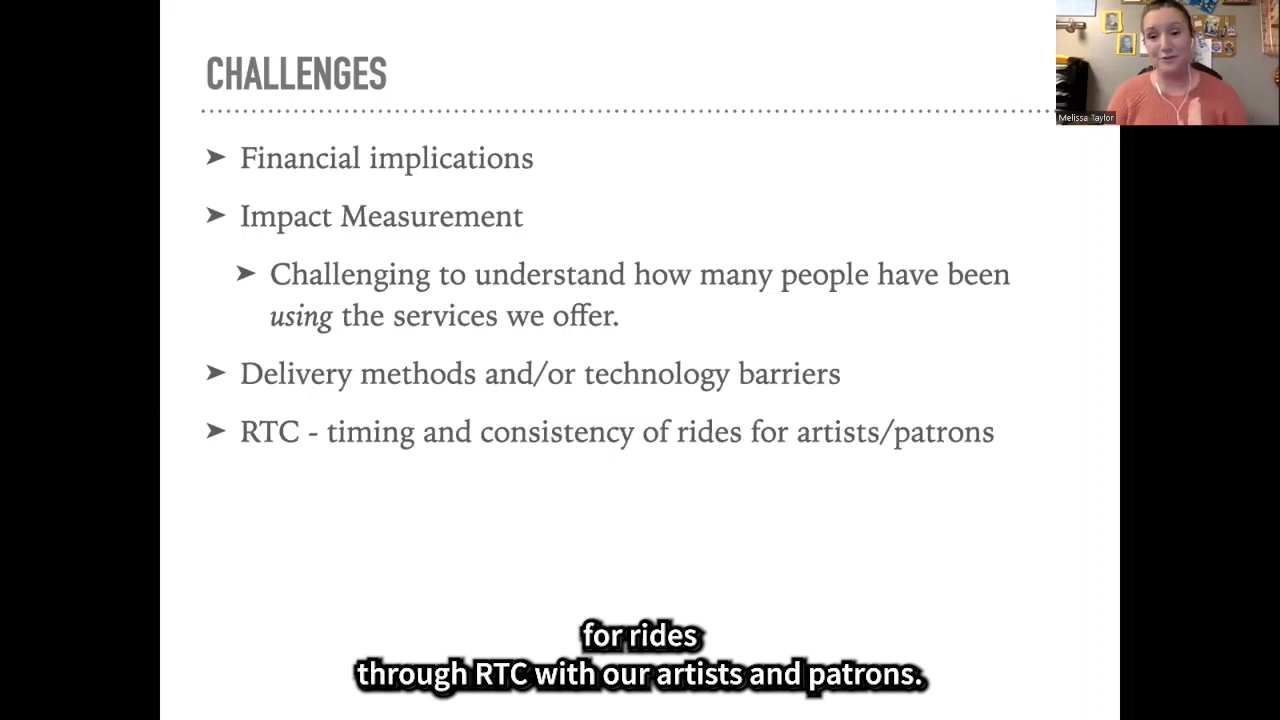 CHALLENGES
➤ Financial implications
➤ Impact Measurement
➤ Challenging to understand how many people have been
using the services we offer.
➤ Delivery methods and/or technology barriers
➤ RTC - timing and consistency of rides for artists/patrons
Melissa Taylor
for rides
through RTC with our artists and patrons.